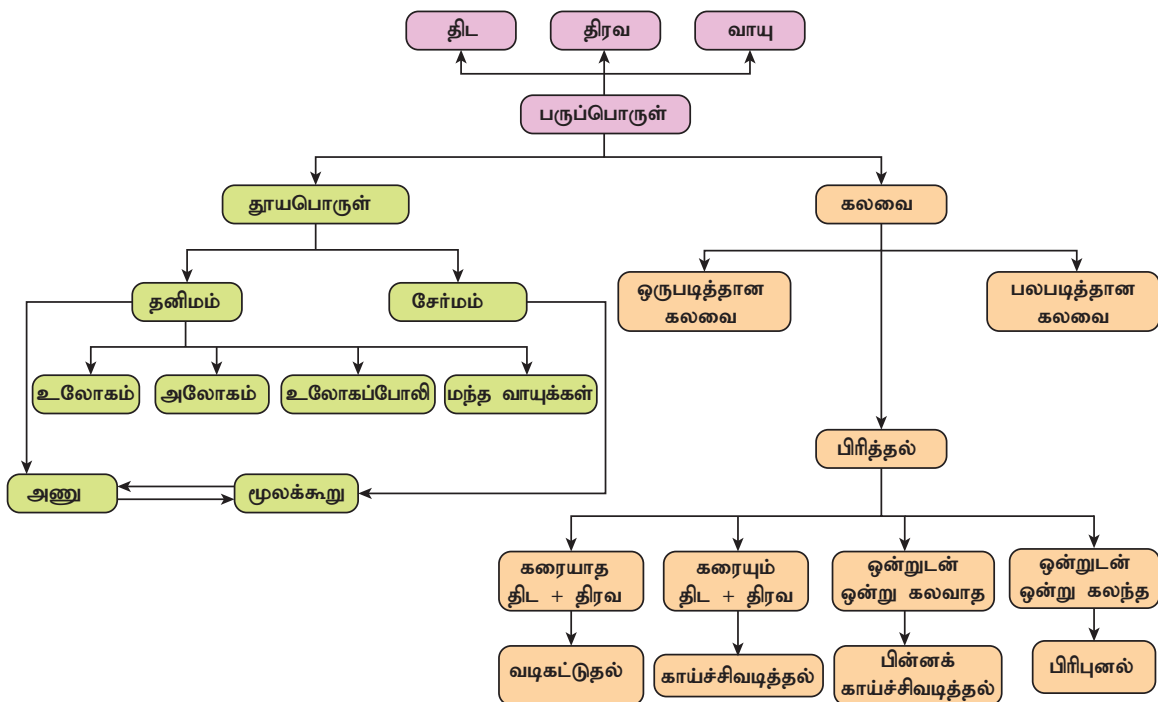 திட
திரவ
வாயு
பருப்பொருள்
தூயபொருள்
கலவை
தனிமம்
சேர்மம்
ஒருபடித்தான
கலவை
பலபடித்தான
கலவை
உலோகம்
அலோகம்
உலோகப்போலி
மந்த வாயுக்கள்
பிரித்தல்
அணு
மூலக்கூறு
கரையாத
திட + திரவ
கரையும்
திட + திரவ
ஒன்றுடன்
ஒன்று கலவாத
ஒன்றுடன்
ஒன்று கலந்த
வடிகட்டுதல்
காய்ச்சிவடித்தல்
பின்னக்
காய்ச்சிவடித்தல்
பிரிபுனல்